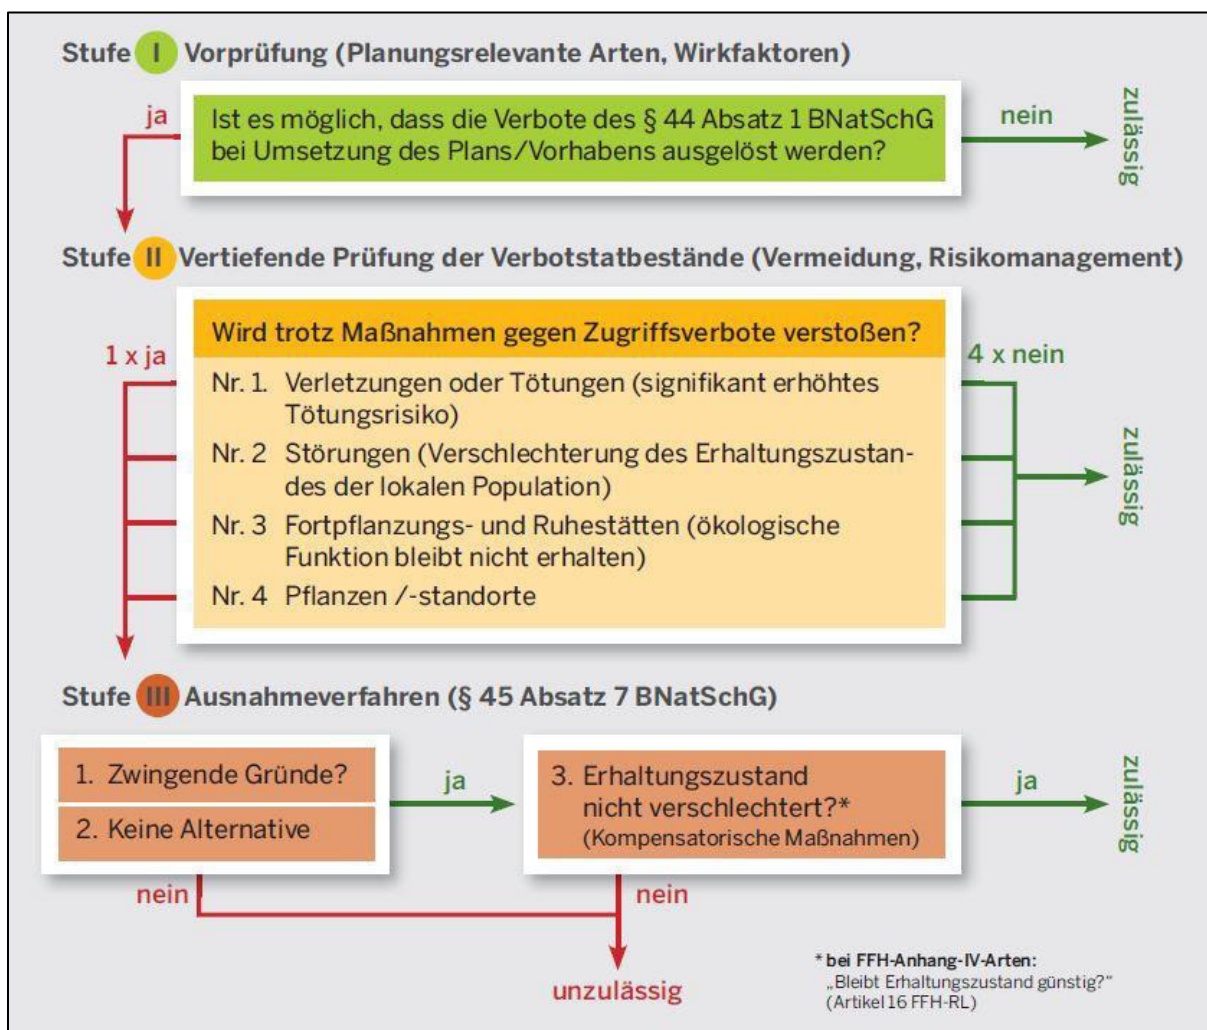 Stufe I Vorprüfung (Planungsrelevante Arten, Wirkfaktoren)
ja
Ist es möglich, dass die Verbote des § 44 Absatz 1 BNatSchG
bei Umsetzung des Plans/Vorhabens ausgelöst werden?
nein
zulässig
Stufe II Vertiefende Prüfung der Verbotstatbestände (Vermeidung, Risikomanagement)
1 x ja
Wird trotz Maßnahmen gegen Zugriffsverbote verstoßen?
Nr. 1. Verletzungen oder Tötungen (signifikant erhöhtes
Tötungsrisiko)
Nr. 2 Störungen (Verschlechterung des Erhaltungszustan-
des der lokalen Population)
Nr. 3 Fortpflanzungs- und Ruhestätten (ökologische
Funktion bleibt nicht erhalten)
Nr. 4 Pflanzen /-standorte
4 x nein
zulässig
Stufe III Ausnahmeverfahren (§ 45 Absatz 7 BNatSchG)
1. Zwingende Gründe?
2. Keine Alternative
ja
3. Erhaltungszustand
nicht verschlechtert?*
(Kompensatorische Maßnahmen)
ja
zulässig
nein
nein
unzulässig
* bei FFH-Anhang-IV-Arten:
„Bleibt Erhaltungszustand günstig?“
(Artikel 16 FFH-RL)